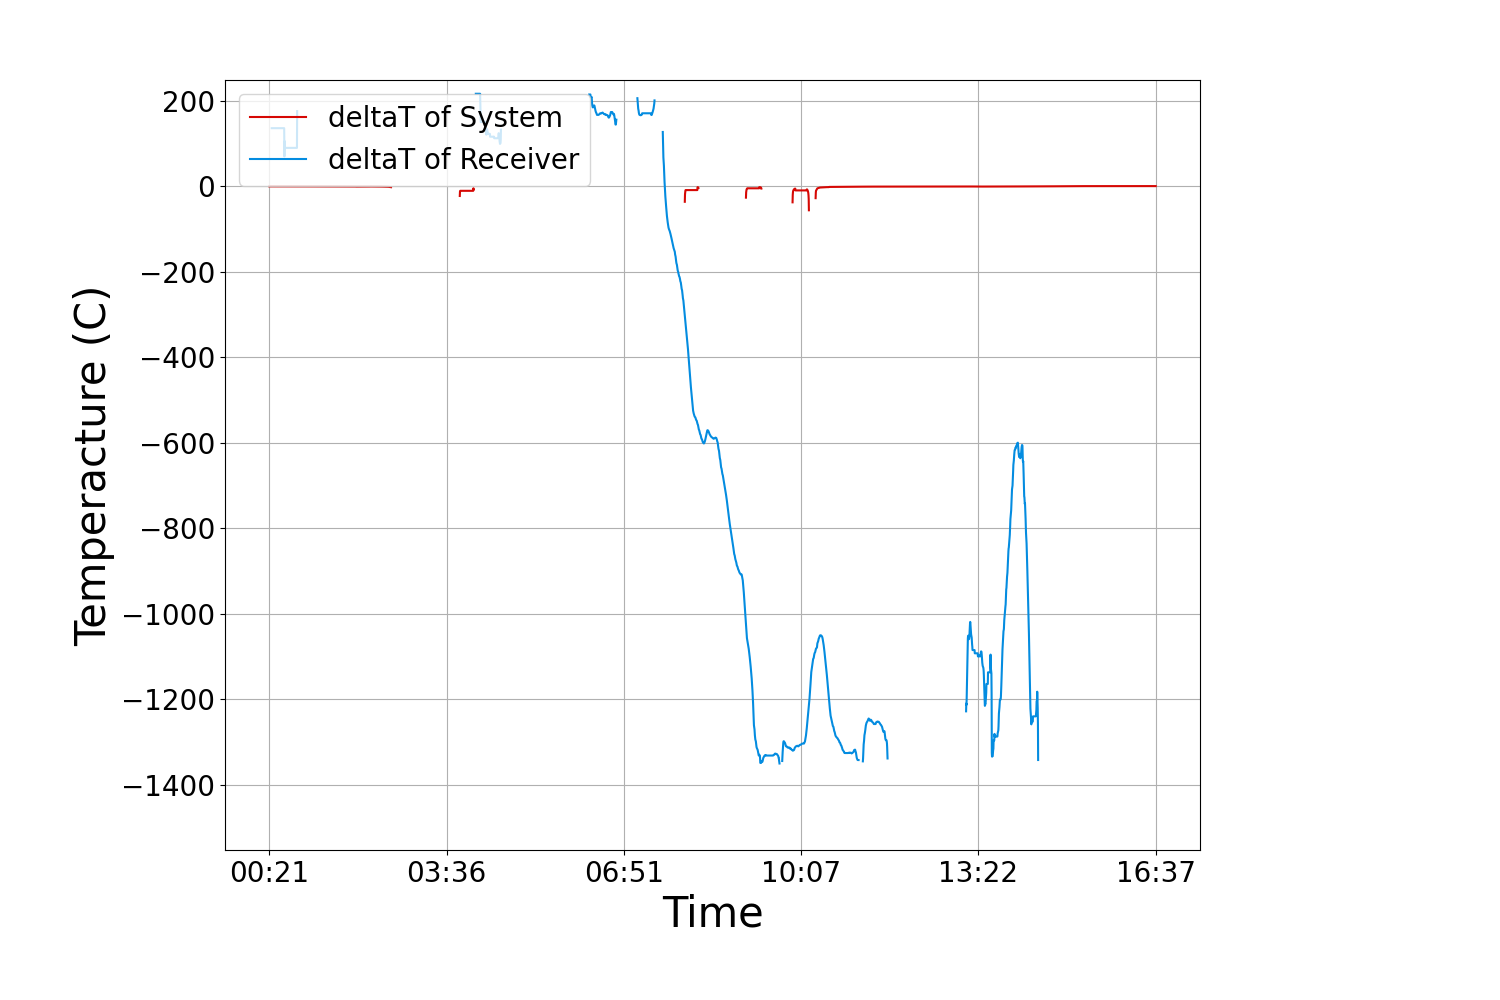 200
0
−200
−400
−600
−800
−1000
−1200
−1400
Temperacture (C)
deltaT of System
deltaT of Receiver
00:21 03:36 06:51 10:07 13:22 16:37
Time